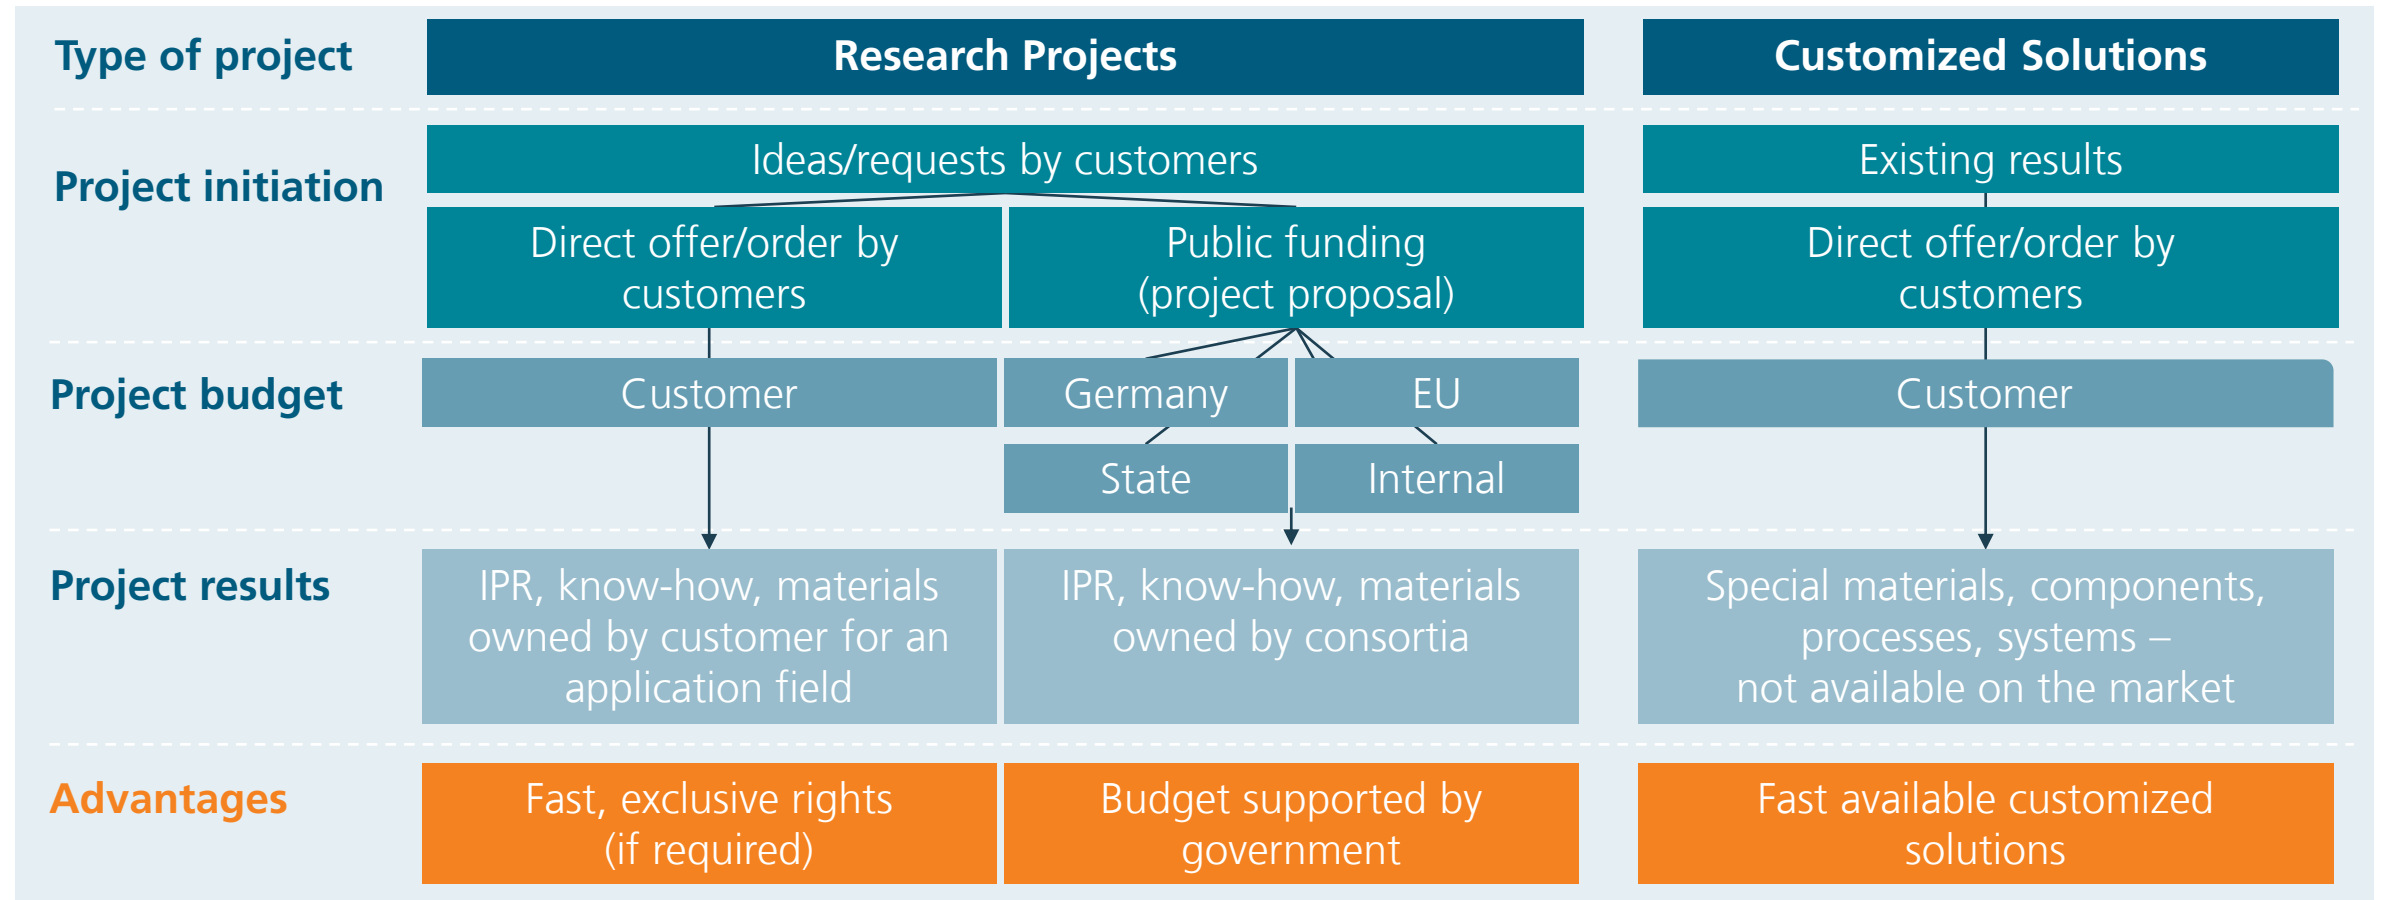 Type of project
Research Projects
Customized Solutions
Project initiation
Ideas/requests by customers
Existing results
Direct offer/order by
customers
Public funding
(project proposal)
Direct offer/order by
customers
Project budget
Customer
Germany
EU
Customer
State
Internal
Project results
IPR, know-how, materials
owned by customer for an
application field
IPR, know-how, materials
owned by consortia
Special materials, components,
processes, systems –
not available on the market
Advantages
Fast, exclusive rights
(if required)
Budget supported by
government
Fast available customized
solutions